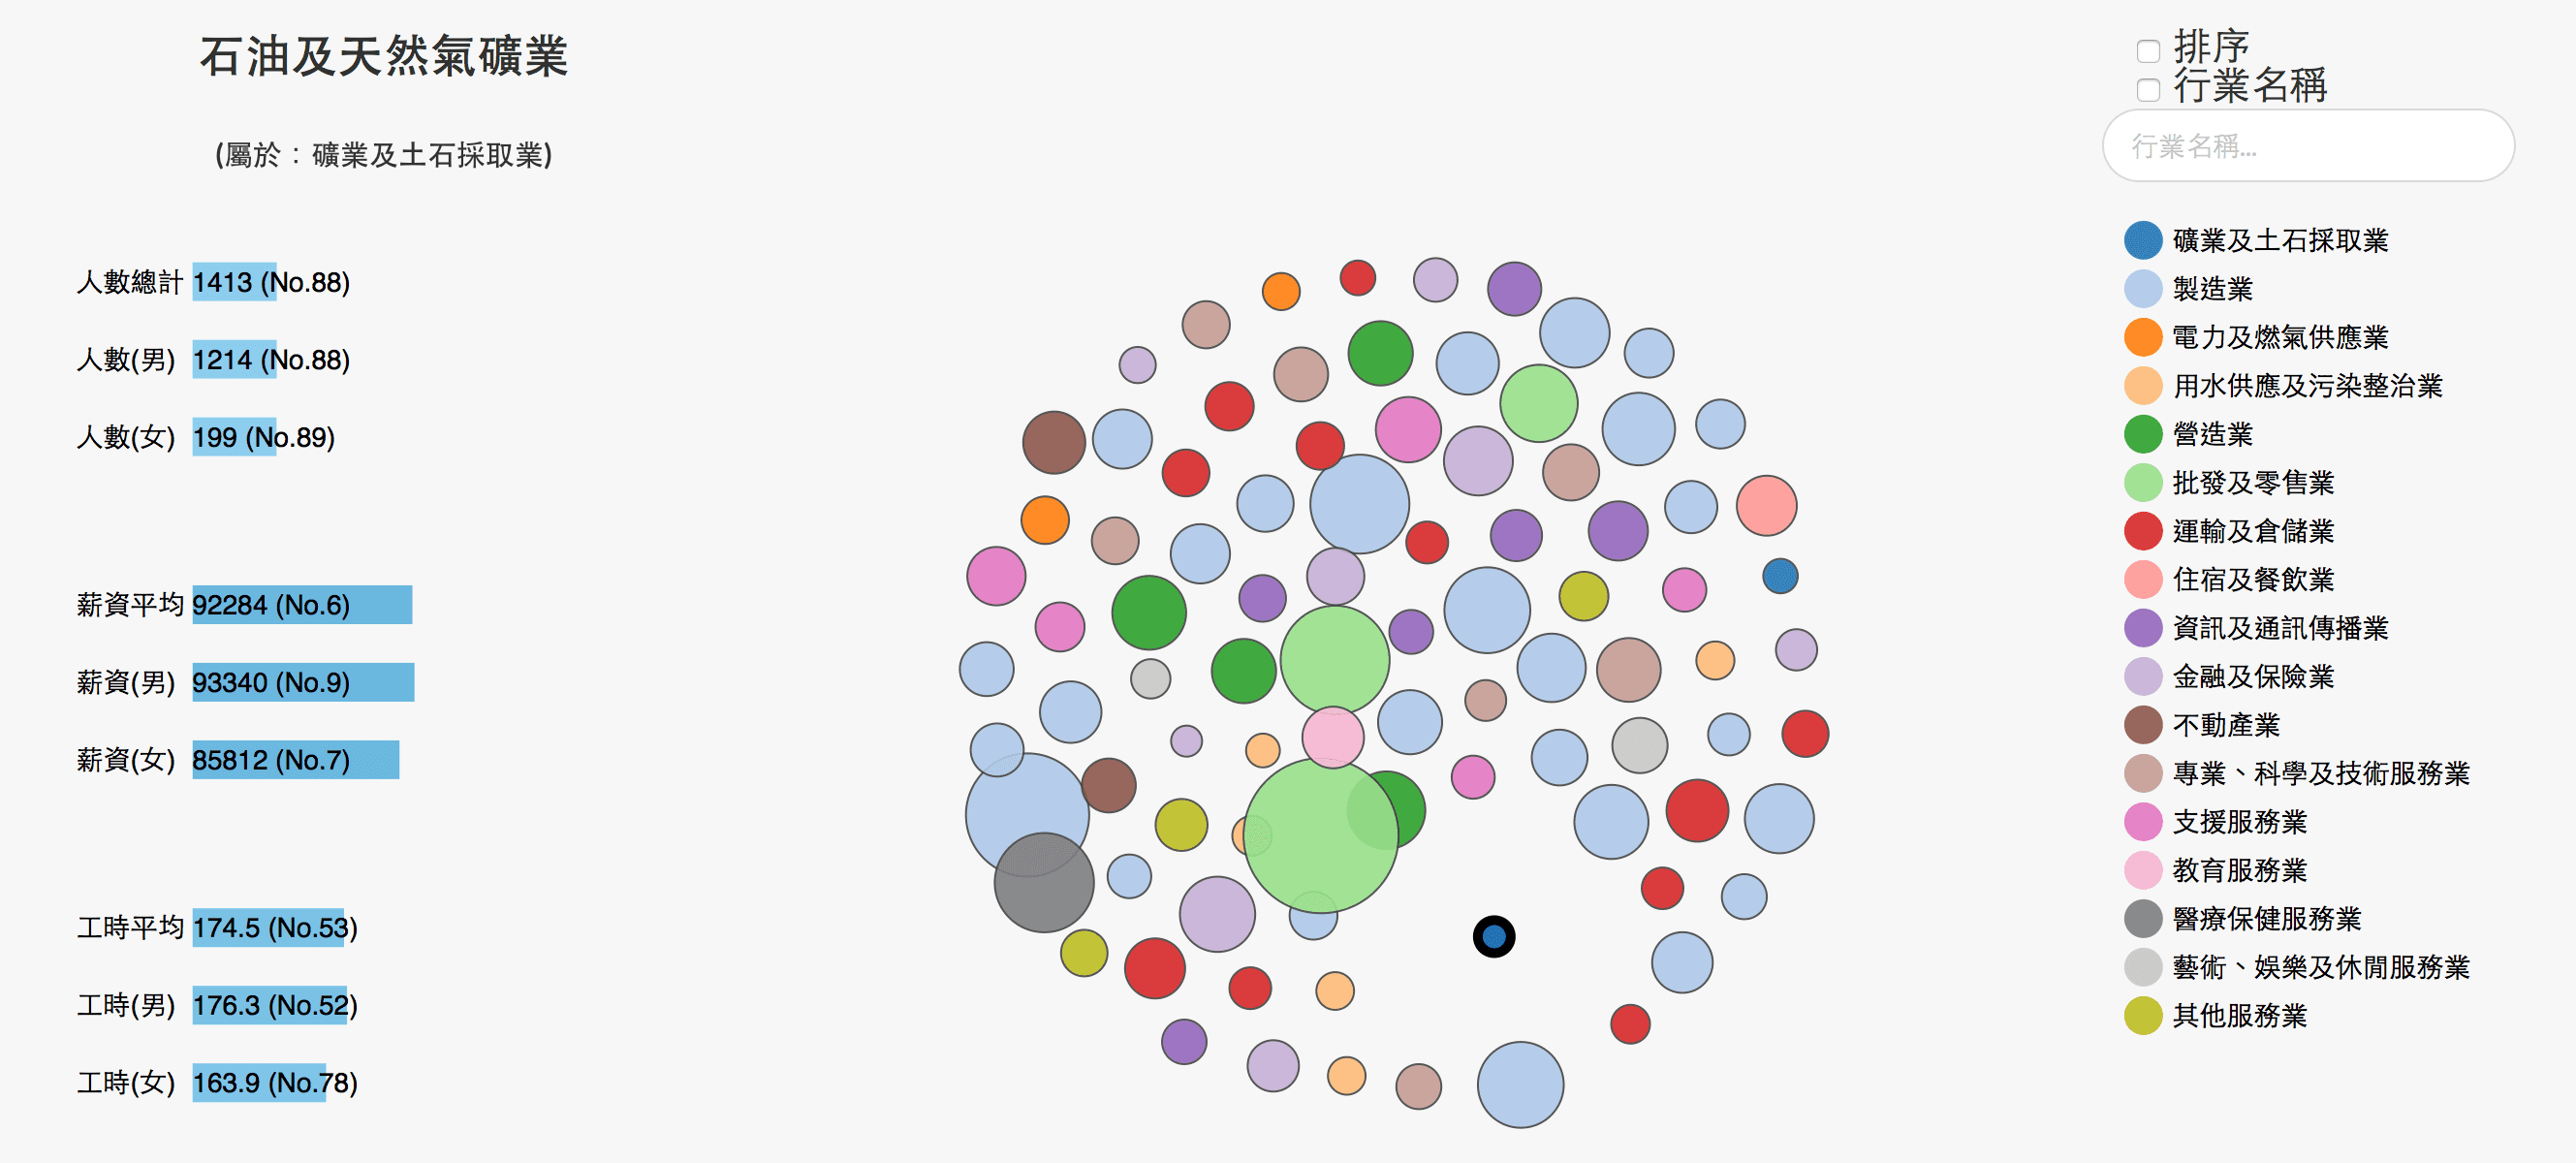 石油及天然氣礦業
(屬於：礦業及土石採取業)
人數總計 1413 (No.88)
人數(男) 1214 (No.88)
人數(女) 199 (No.89)
薪資平均 92284 (No.6)
薪資(男) 93340 (No.9)
薪資(女) 85812 (No.7)
工時平均 174.5 (No.53)
工時(男) 176.3 (No.52)
工時(女) 163.9 (No.78)
排序
行業名稱
行業名稱...
礦業及土石採取業
製造業
電力及燃氣供應業
用水供應及污染整治業
營造業
批發及零售業
運輸及倉儲業
住宿及餐飲業
資訊及通訊傳播業
金融及保險業
不動產業
專業、科學及技術服務業
支援服務業
教育服務業
醫療保健服務業
藝術、娛樂及休閒服務業
其他服務業